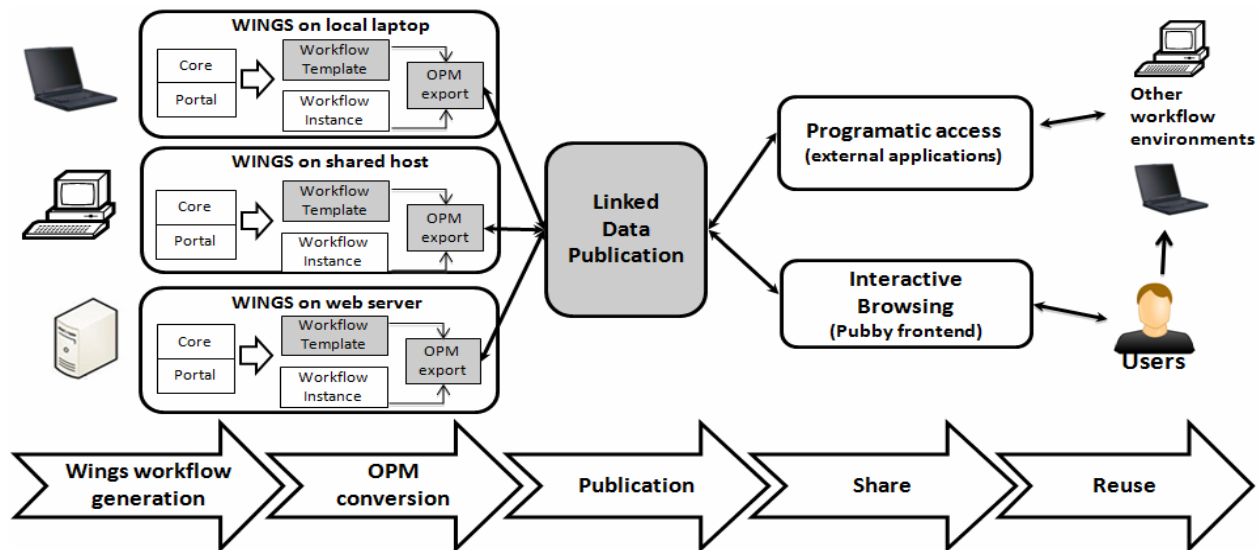 WINGS on local laptop
Core
Portal
Workflow
Template
Workflow
Instance
OPM
export
WINGS on shared host
Core
Portal
Workflow
Template
Workflow
Instance
OPM
export
WINGS on web server
Core
Portal
Workflow
Template
Workflow
Instance
OPM
export
Linked
Data
Publication
Programatic access
(external applications)
Interactive
Browsing
(Pubby frontend)
Other
workflow
environments
Users
Wings workflow
generation
OPM
conversion
Publication
Share
Reuse